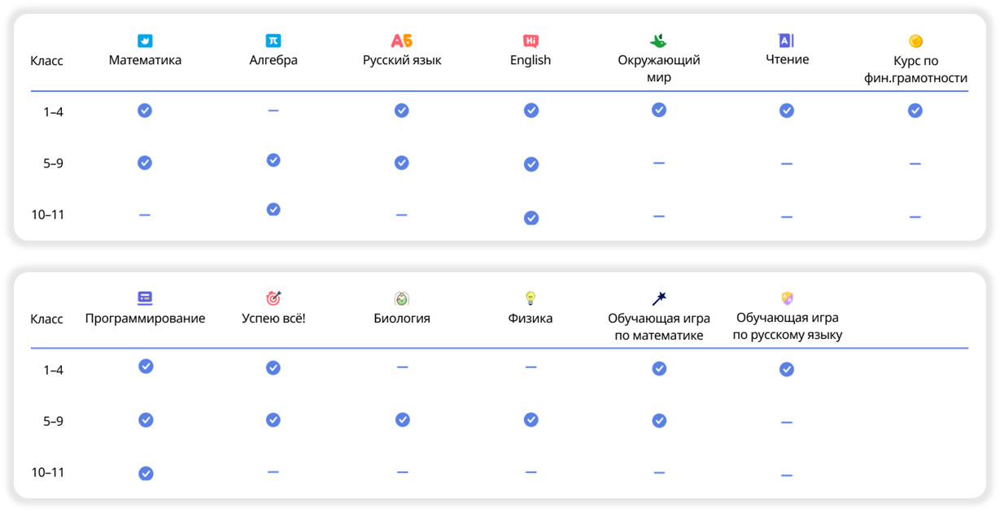 π АБ Hi A
Класс Математика Алгебра Русский язык English Окружающий мир Чтение Курс по фин.грамотности
1–4 –
5–9 – – –
10–11 – – – – –
Класс Программирование Успею всё! Биология Физика Обучающая игра по математике Обучающая игра по русскому языку
1–4 – –
5–9 –
10–11 – – – – –